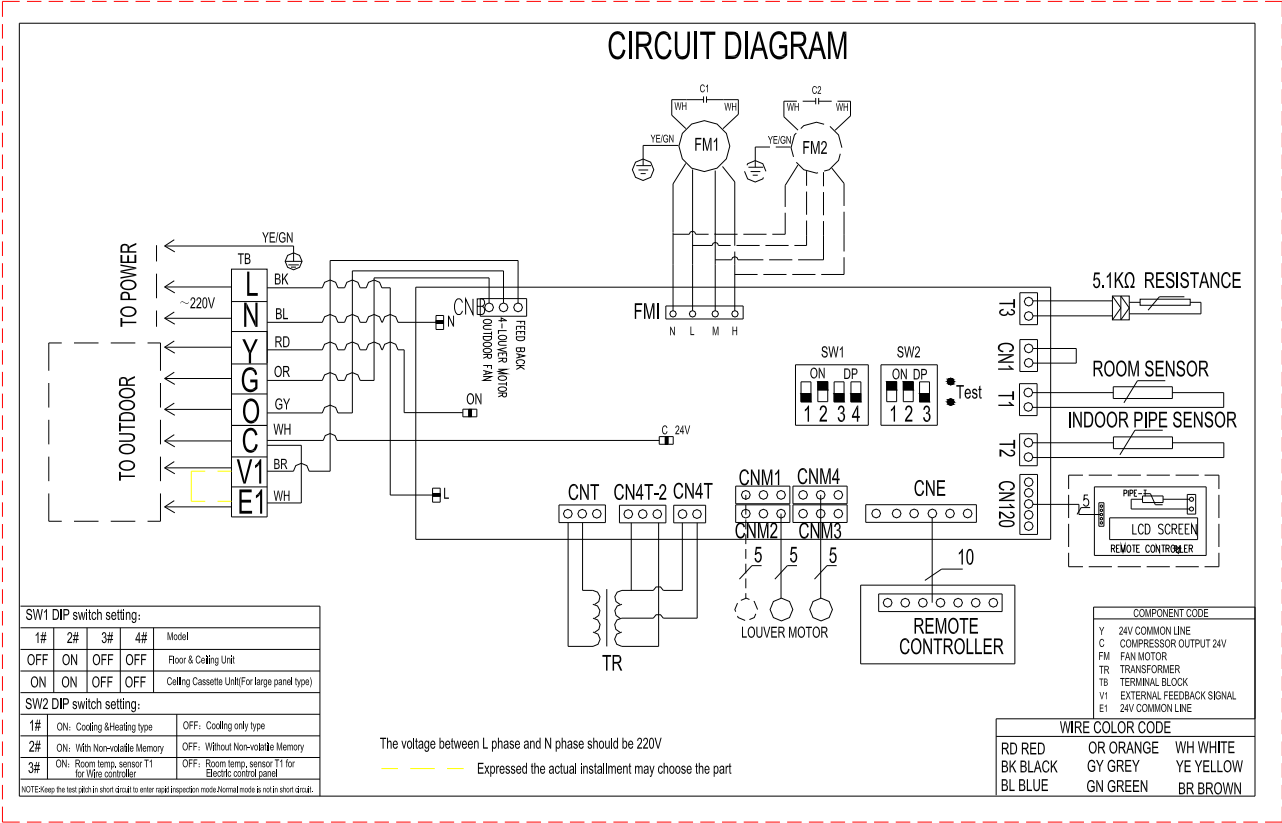 CIRCUIT DIAGRAM
C1
WH WH
YE/GN
FM1
C2
WH WH
YE/GN
FM2
TO POWER
~220V
TO OUTDOOR
YE/GN
TB
L BK
N BL
Y RD
G OR
O GY
C WH
V1 BR
E1 WH
N
CNB
OUTDOOR FAN
4-LOUVER MOTOR
FEED BACK
ON
C 24V
L
FMI
N L M H
SW1
ON DP
1 2 3 4
SW2
ON DP
1 2 3
Test
T3
5.1KΩ RESISTANCE
CN1
T1
ROOM SENSOR
T2
INDOOR PIPE SENSOR
CN120
5
PIPE-T
LCD SCREEN
REMOTE CONTROLLER
CNT
CN4T-2
CN4T
CNM1
CNM4
CNM2
CNM3
CNE
5
5
5
10
TR
LOUVER MOTOR
REMOTE
CONTROLLER
SW1 DIP switch setting:
1# 2# 3# 4# Model
OFF ON OFF OFF Floor & Ceiling Unit
ON ON OFF OFF Ceiling Cassette Unit(For large panel type)
SW2 DIP switch setting:
1# ON: Cooling &Heating type OFF: Cooling only type
2# ON: With Non-volatile Memory OFF: Without Non-volatile Memory
3# ON: Room temp. sensor T1 for Wire controller OFF: Room temp. sensor T1 for Electric control panel
NOTE:Keep the test pitch in short circuit to enter rapid inspection mode.Normal mode is not in short circuit.
The voltage between L phase and N phase should be 220V
Expressed the actual installment may choose the part
COMPONENT CODE
Y 24V COMMON LINE
C COMPRESSOR OUTPUT 24V
FM FAN MOTOR
TR TRANSFORMER
TB TERMINAL BLOCK
V1 EXTERNAL FEEDBACK SIGNAL
E1 24V COMMON LINE
WIRE COLOR CODE
RD RED OR ORANGE WH WHITE
BK BLACK GY GREY YE YELLOW
BL BLUE GN GREEN BR BROWN